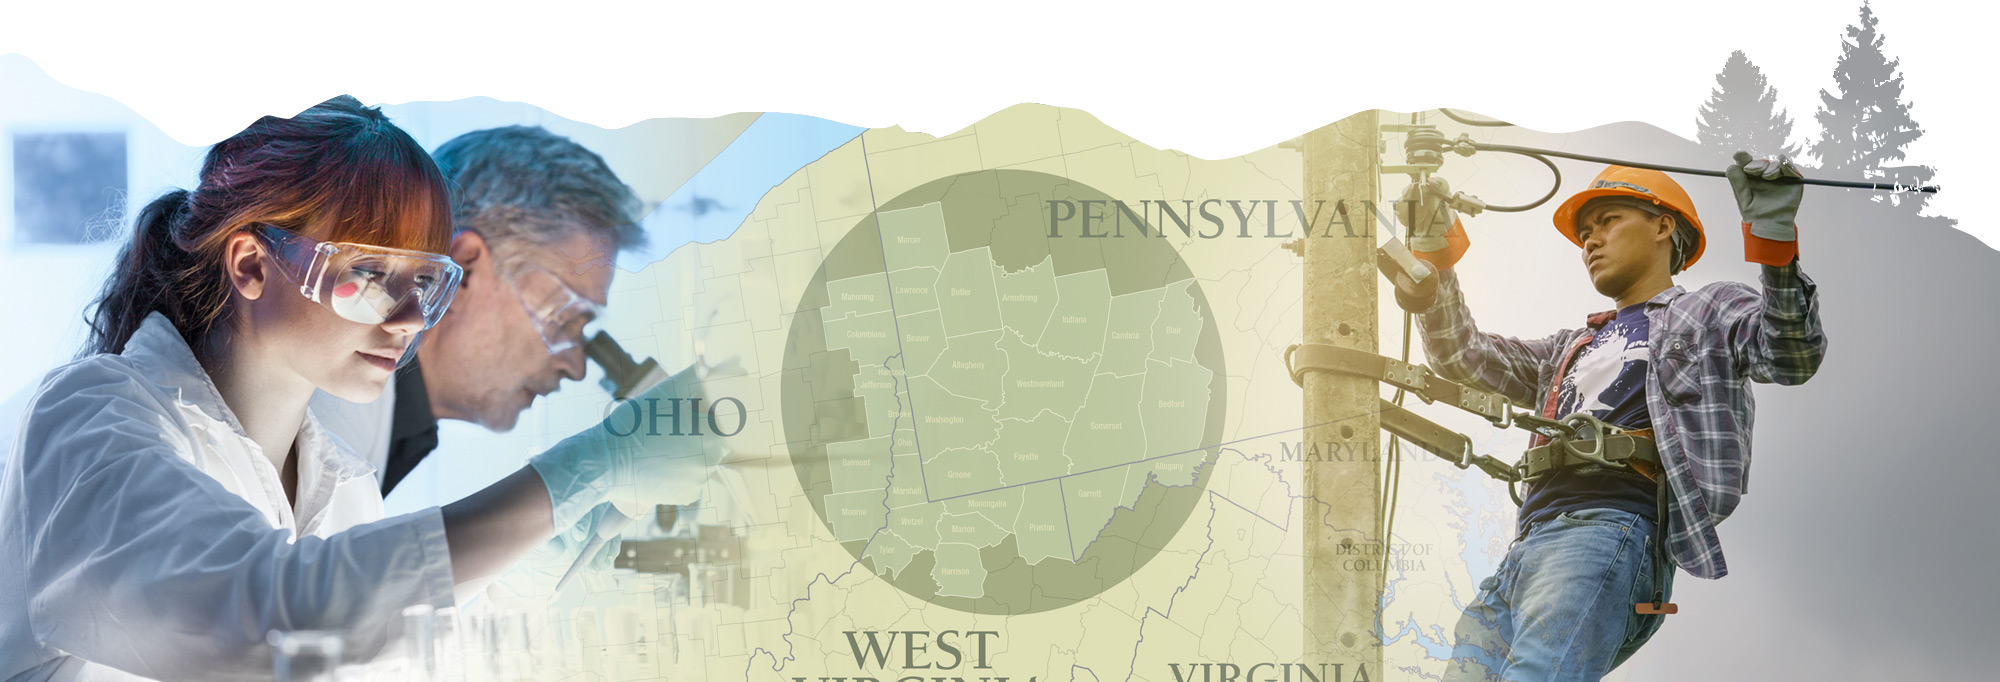 PENNSYLVANIA
Mercer
Mahoning
Lawrence
Butler
Armstrong
Indiana
Cambria
Blair
Columbiana
Beaver
Allegheny
Westmoreland
Hancock
Jefferson
Brooke
Washington
Somerset
Bedford
OHIO
Ohio
Fayette
Belmont
Greene
Allegany
MARYLAND
Marshall
Monongalia
Garrett
Monroe
Wetzel
Marion
Preston
Tyler
DISTRICT OF
COLUMBIA
Harrison
WEST
VIRGINIA
VIRGINIA